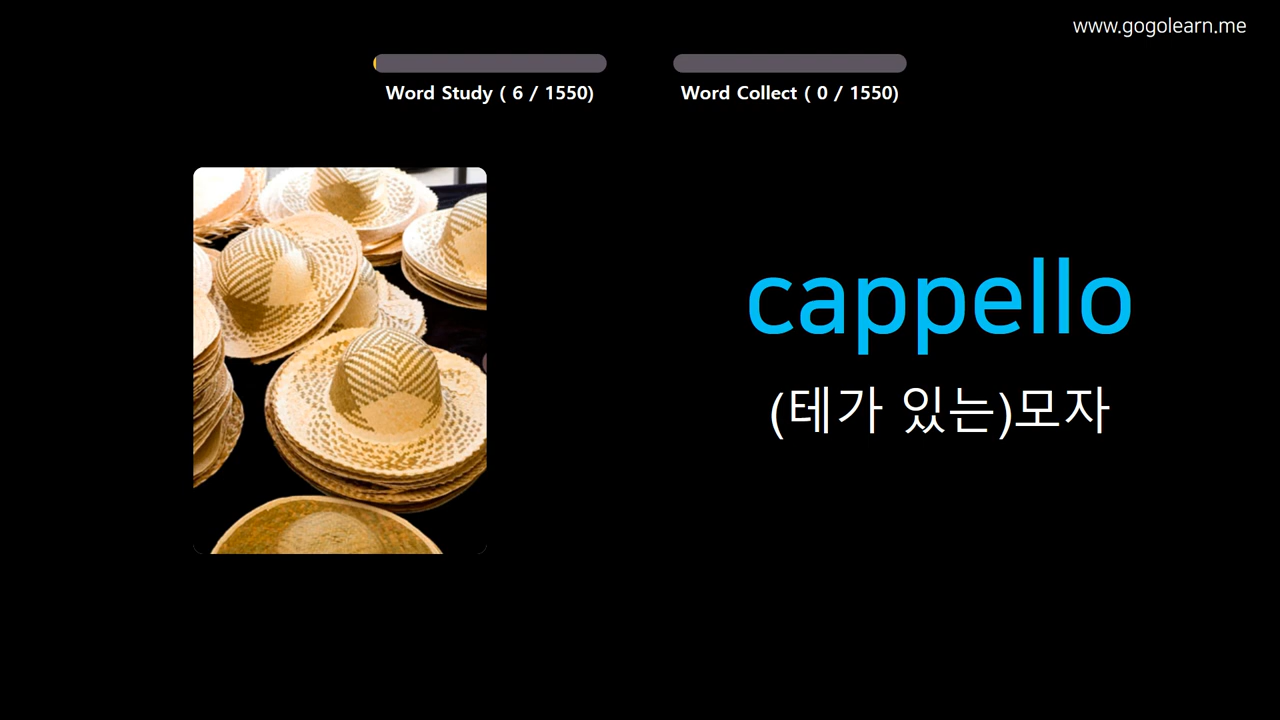 www.gogolearn.me
Word Study ( 6 / 1550)
Word Collect ( 0 / 1550)
cappello
(테가 있는)모자